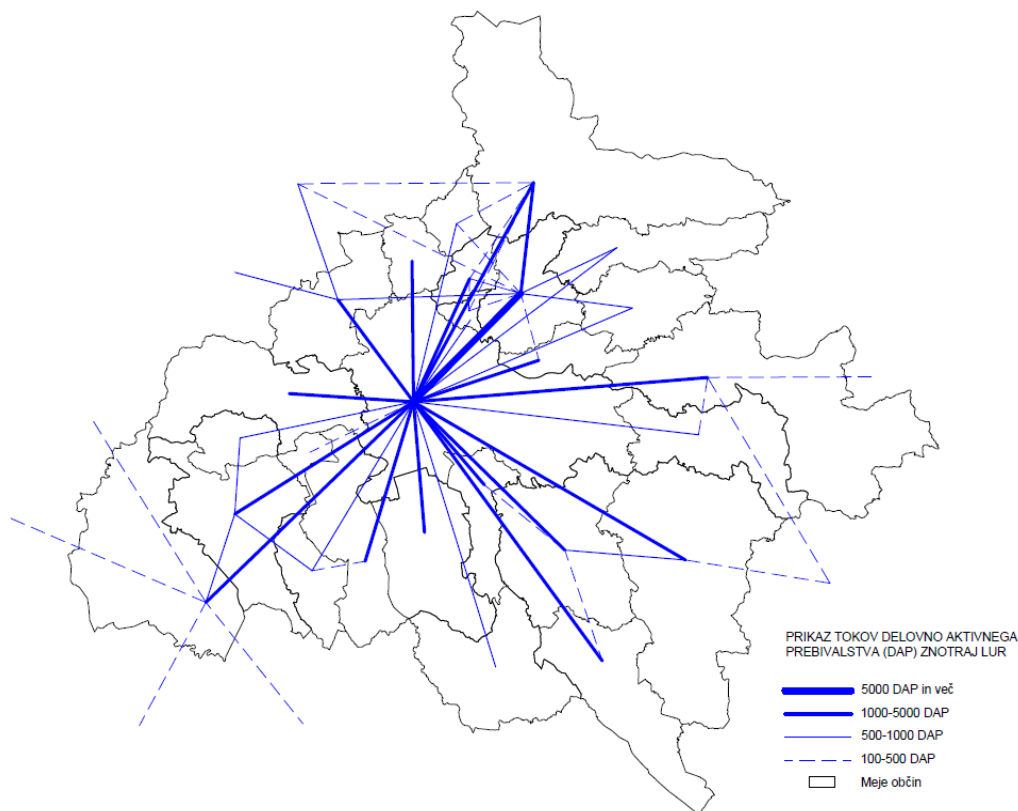 PRIKAZ TOKOV DELOVNO AKTIVNEGA
PREBIVALSTVA (DAP) ZNOTRAJ LUR
5000 DAP in več
1000-5000 DAP
500-1000 DAP
100-500 DAP
Meje občin